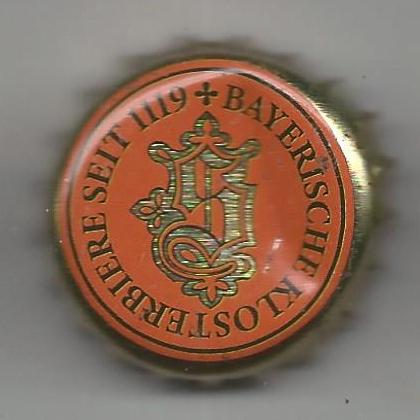 BAYERISCHE KLOSTERBIERE SEIT 1119 +
S